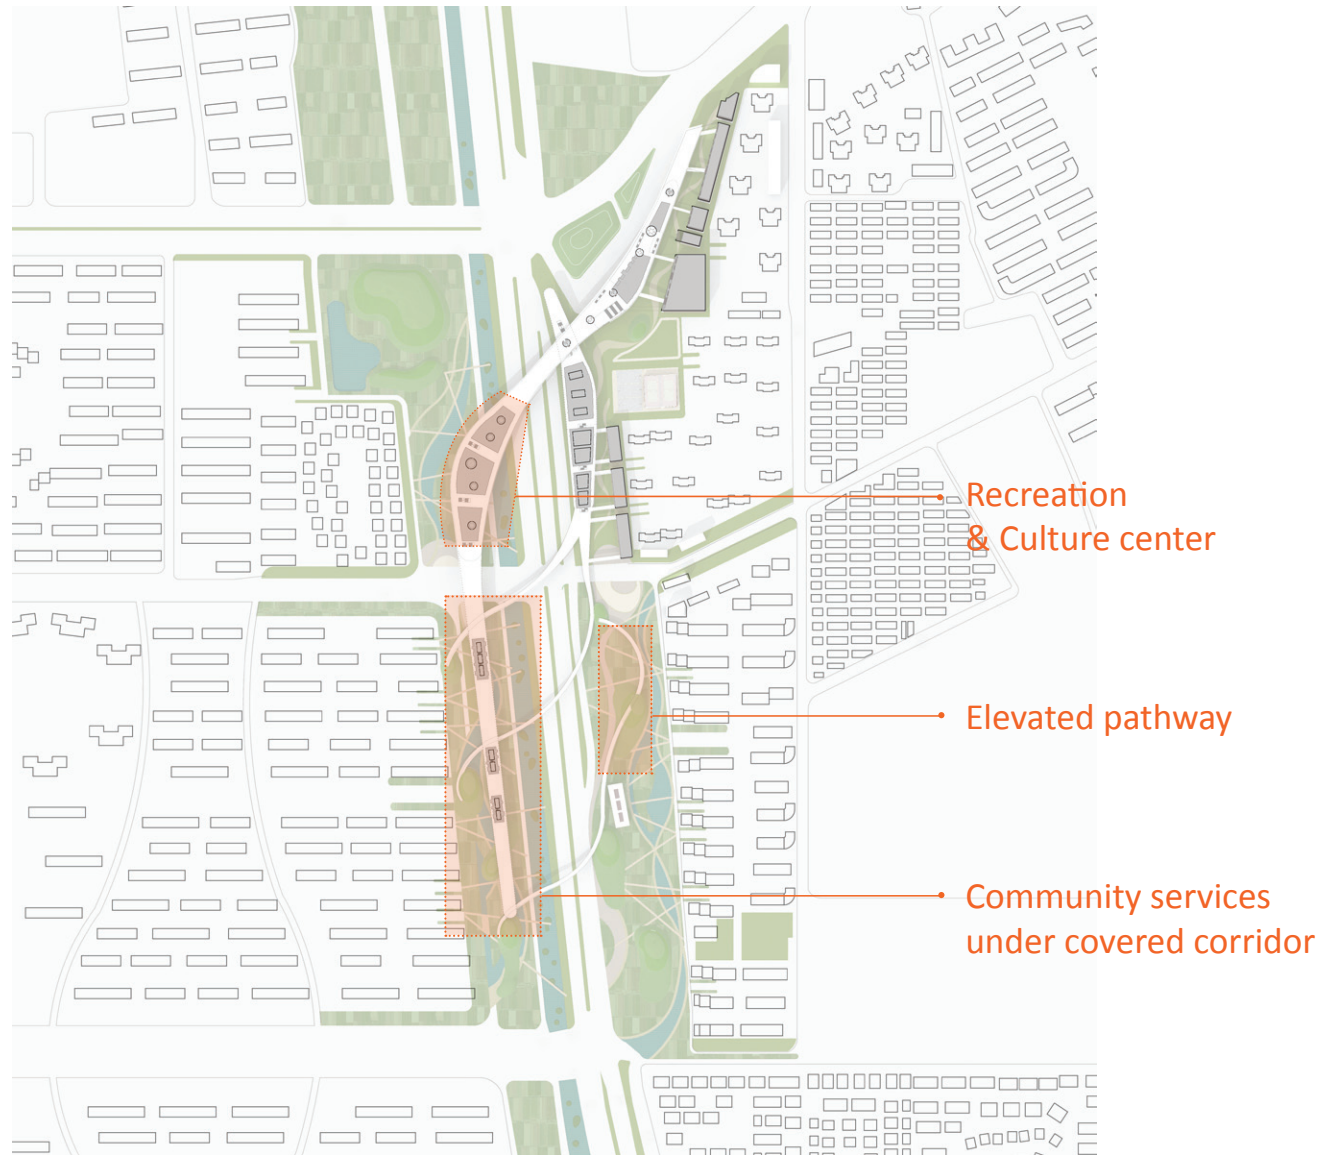 Recreation
& Culture center
Elevated pathway
Community services
under covered corridor